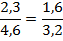 2,3/4,6 = 1,6/3,2